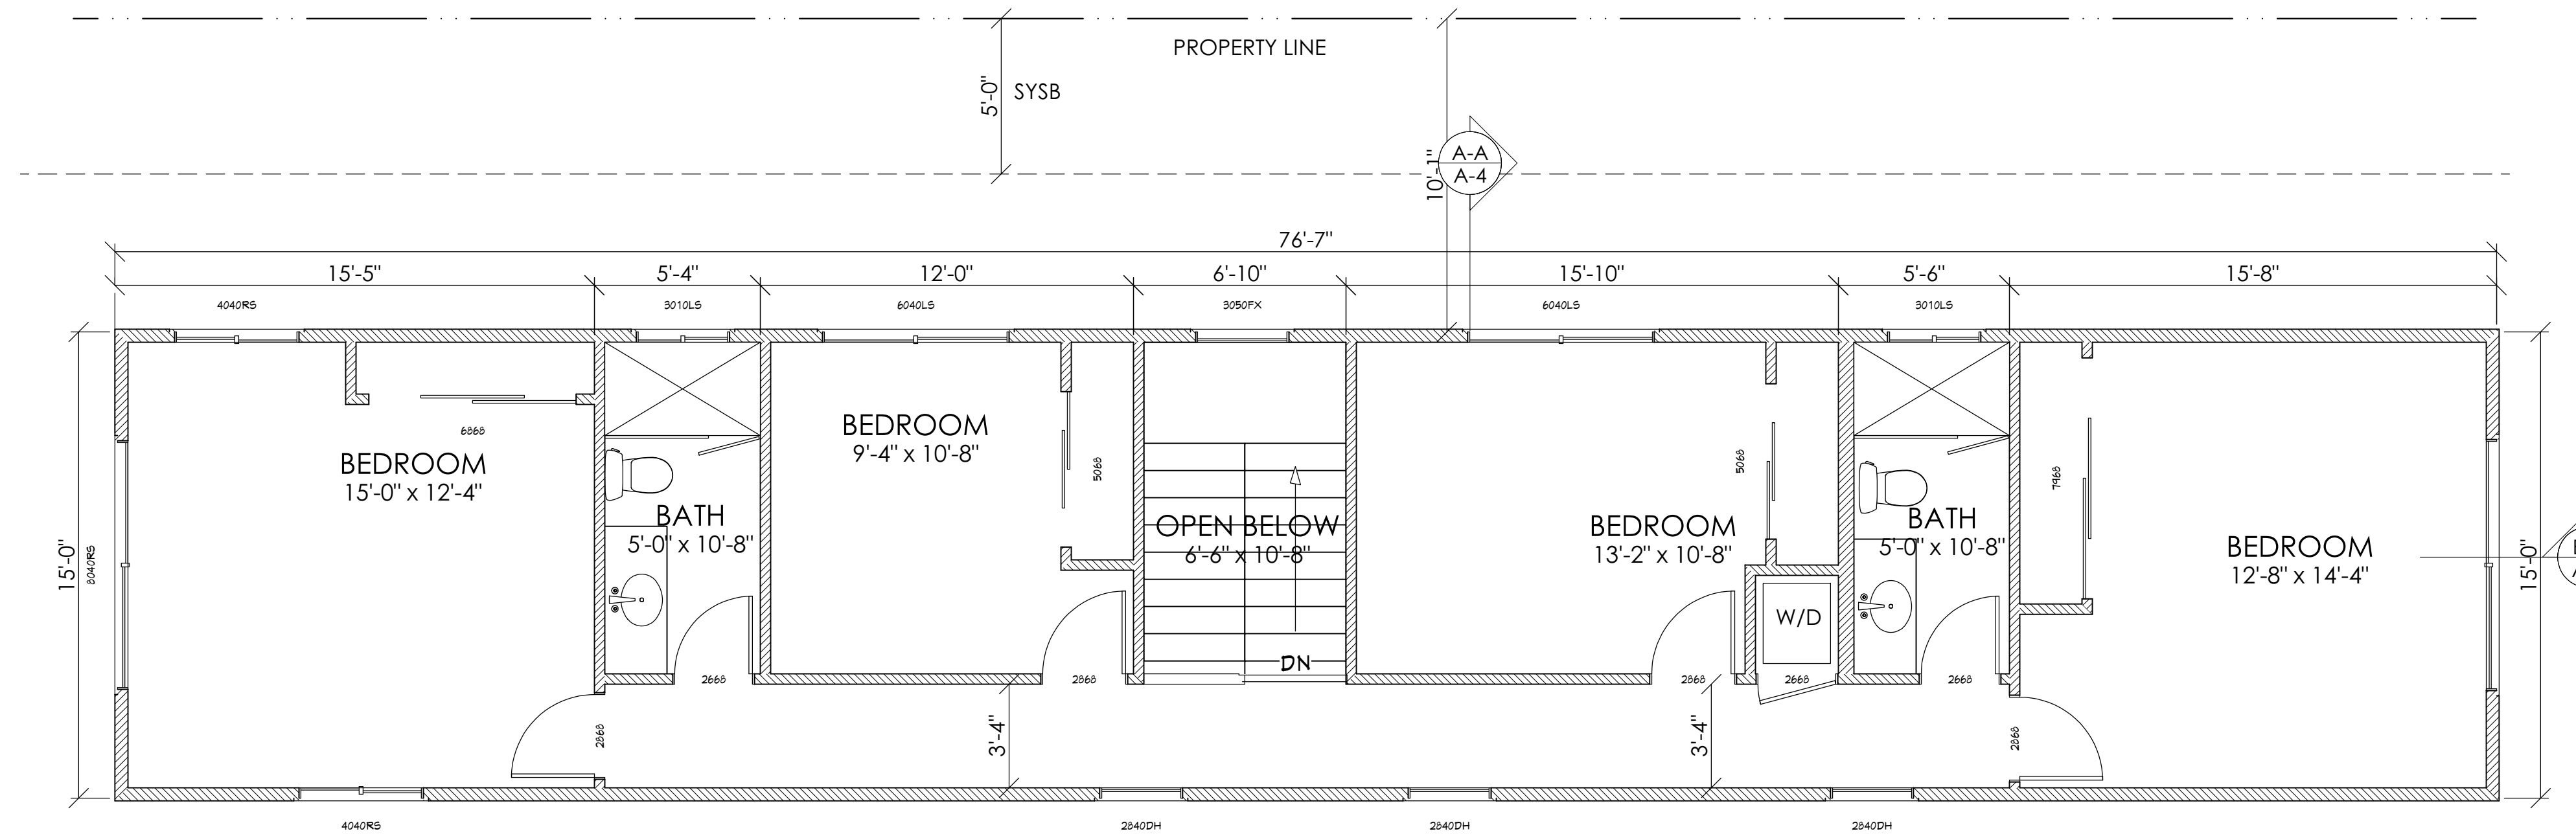 PROPERTY LINE
5'-0"
SYSB
10'-1"
A-A
A-4
76'-7"
15'-5"
5'-4"
12'-0"
6'-10"
15'-10"
5'-6"
15'-8"
4040RS
3010LS
6040LS
3050FX
6040LS
3010LS
6868
BEDROOM
15'-0" x 12'-4"
BATH
5'-0" x 10'-8"
BEDROOM
9'-4" x 10'-8"
5068
OPEN BELOW
6'-6" x 10'-8"
DN
5068
BEDROOM
13'-2" x 10'-8"
W/D
BATH
5'-0" x 10'-8"
7968
BEDROOM
12'-8" x 14'-4"
15'-0"
8040RS
15'-0"
2668
2868
2868
2668
2668
2868
3'-4"
3'-4"
2868
4040RS
2840DH
2840DH
2840DH